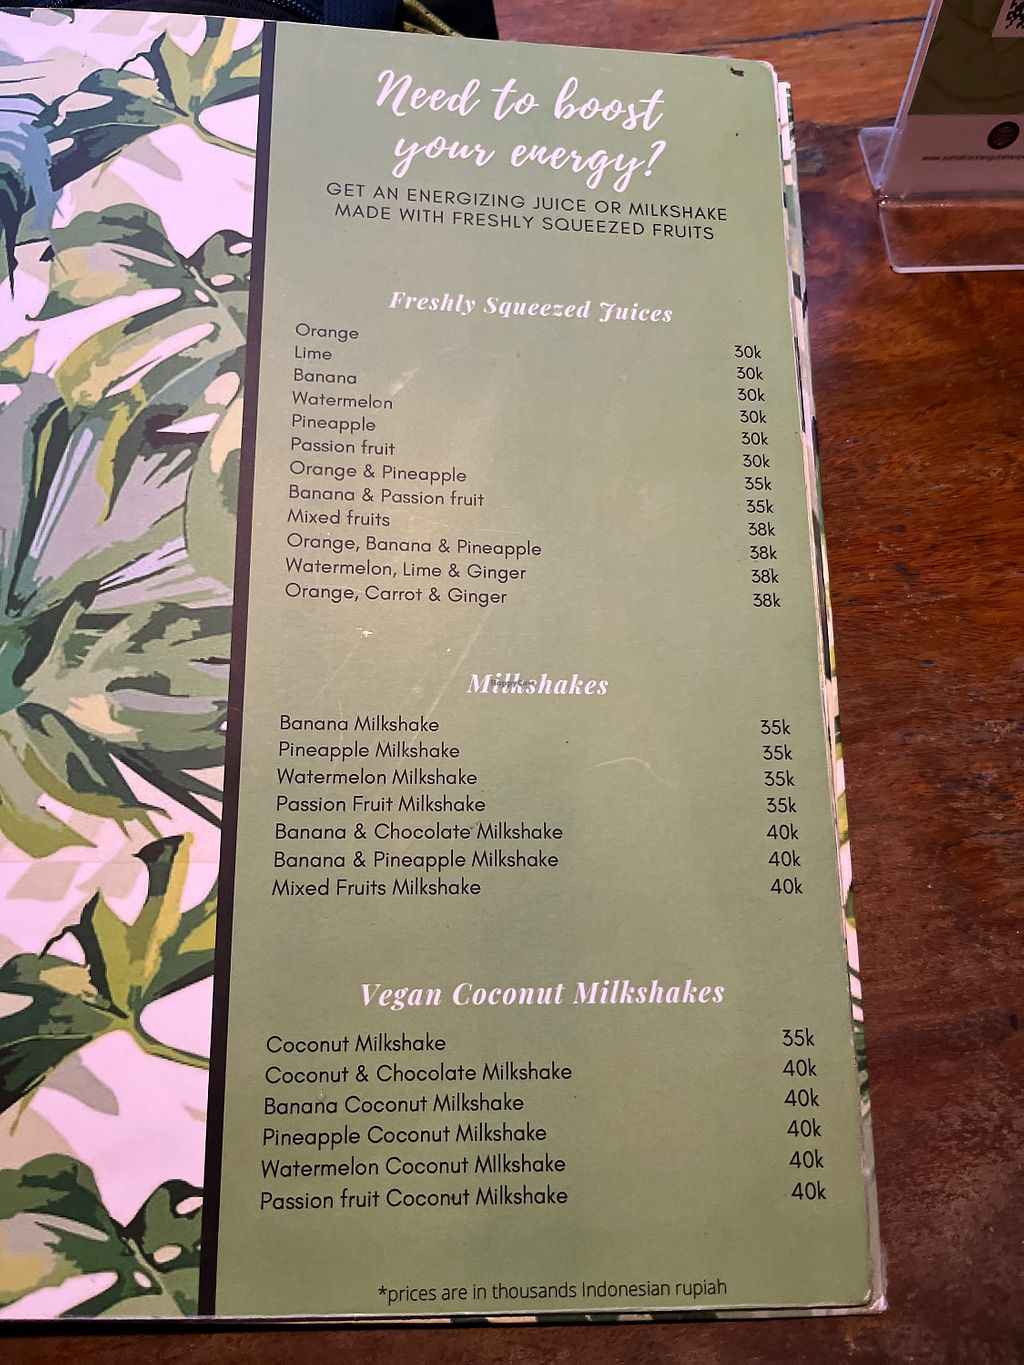 Need to boost
your energy?
GET AN ENERGIZING JUICE OR MILKSHAKE
MADE WITH FRESHLY SQUEEZED FRUITS
Freshly Squeezed Juices
Orange 30k
Lime 30k
Banana 30k
Watermelon 30k
Pineapple 30k
Passion fruit 30k
Orange & Pineapple 35k
Banana & Passion fruit 35k
Mixed fruits 38k
Orange, Banana & Pineapple 38k
Watermelon, Lime & Ginger 38k
Orange, Carrot & Ginger 38k
Milkshakes
HappyCow
Banana Milkshake 35k
Pineapple Milkshake 35k
Watermelon Milkshake 35k
Passion Fruit Milkshake 35k
Banana & Chocolate Milkshake 40k
Banana & Pineapple Milkshake 40k
Mixed Fruits Milkshake 40k
Vegan Coconut Milkshakes
Coconut Milkshake 35k
Coconut & Chocolate Milkshake 40k
Banana Coconut Milkshake 40k
Pineapple Coconut Milkshake 40k
Watermelon Coconut MIlkshake 40k
Passion fruit Coconut Milkshake 40k
*prices are in thousands Indonesian rupiah